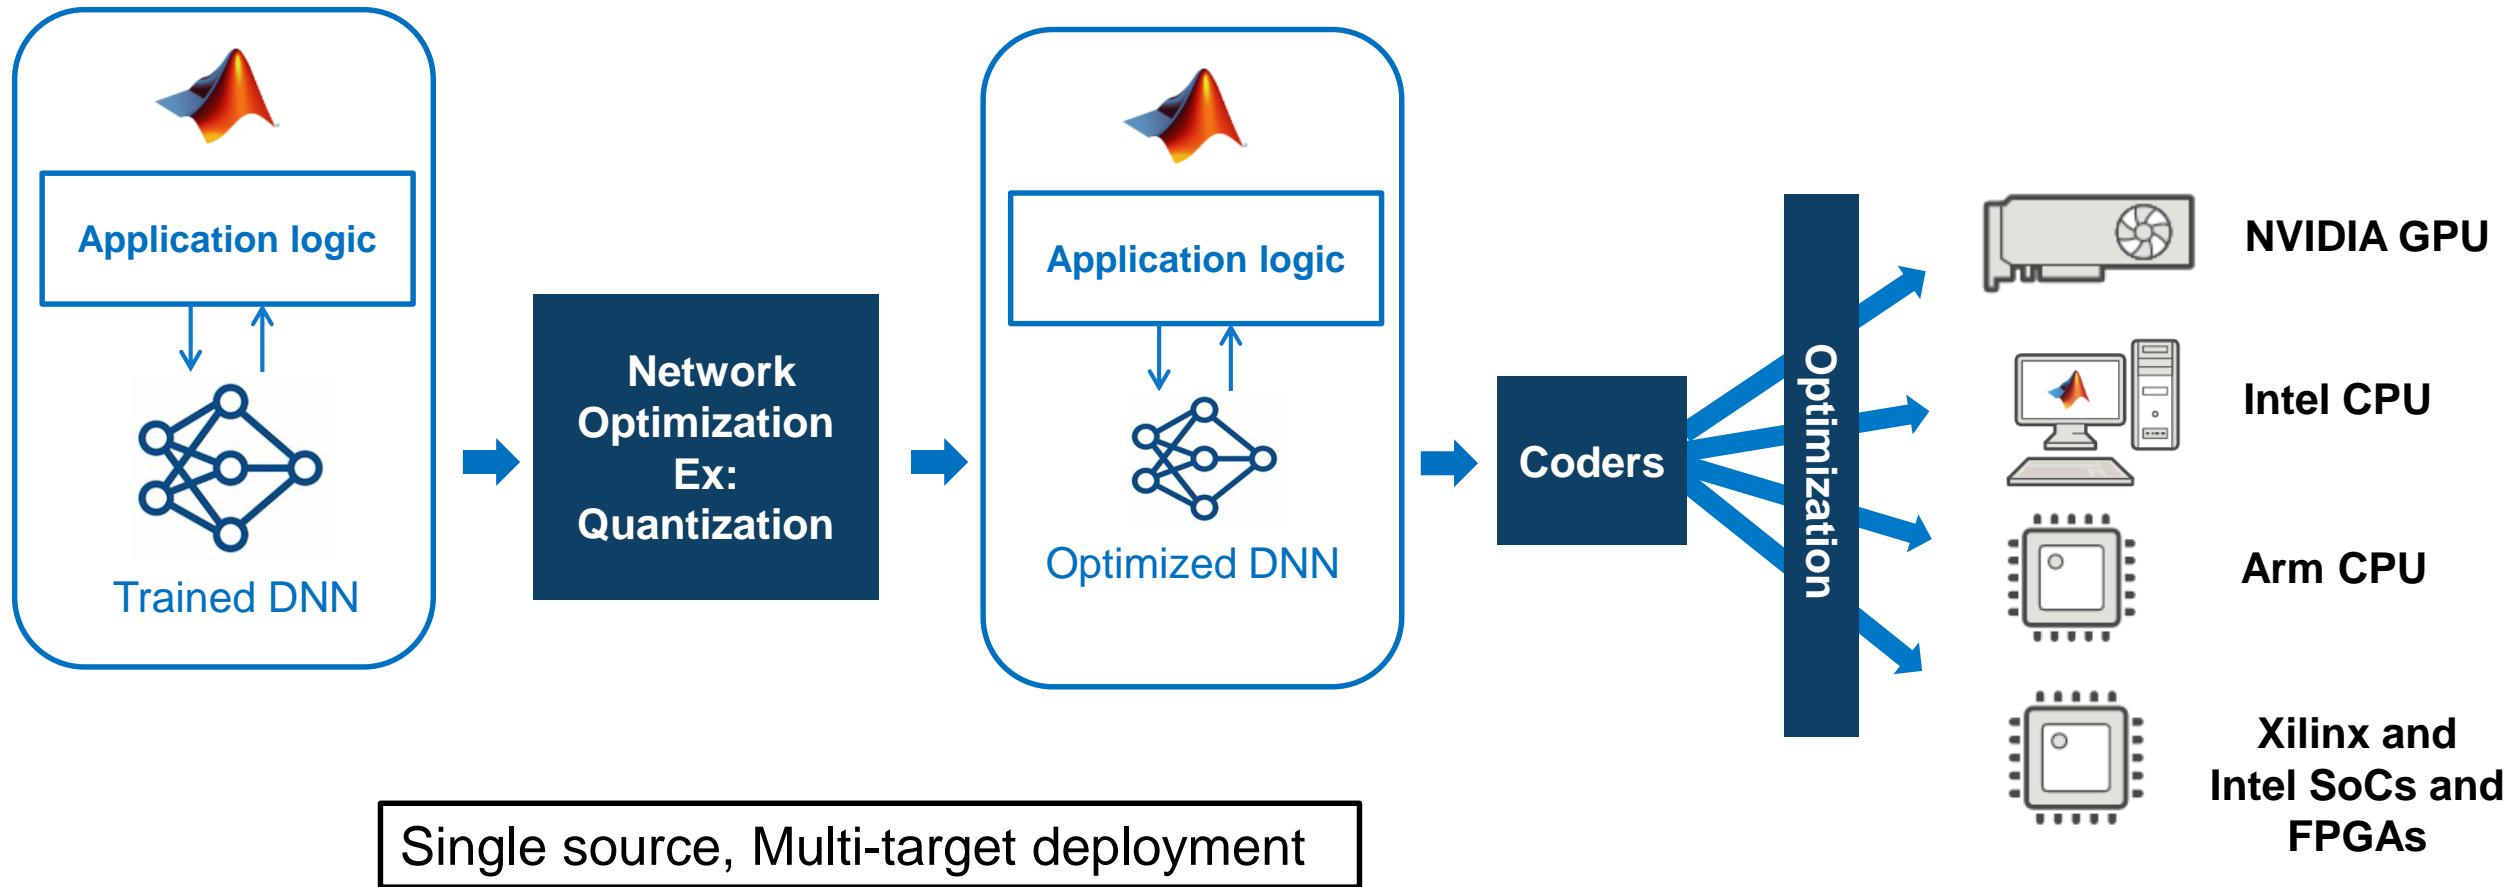 Application logic
Trained DNN
Network
Optimization
Ex:
Quantization
Application logic
Optimized DNN
Coders
Optimization
NVIDIA GPU
Intel CPU
Arm CPU
Xilinx and
Intel SoCs and
FPGAs
Single source, Multi-target deployment